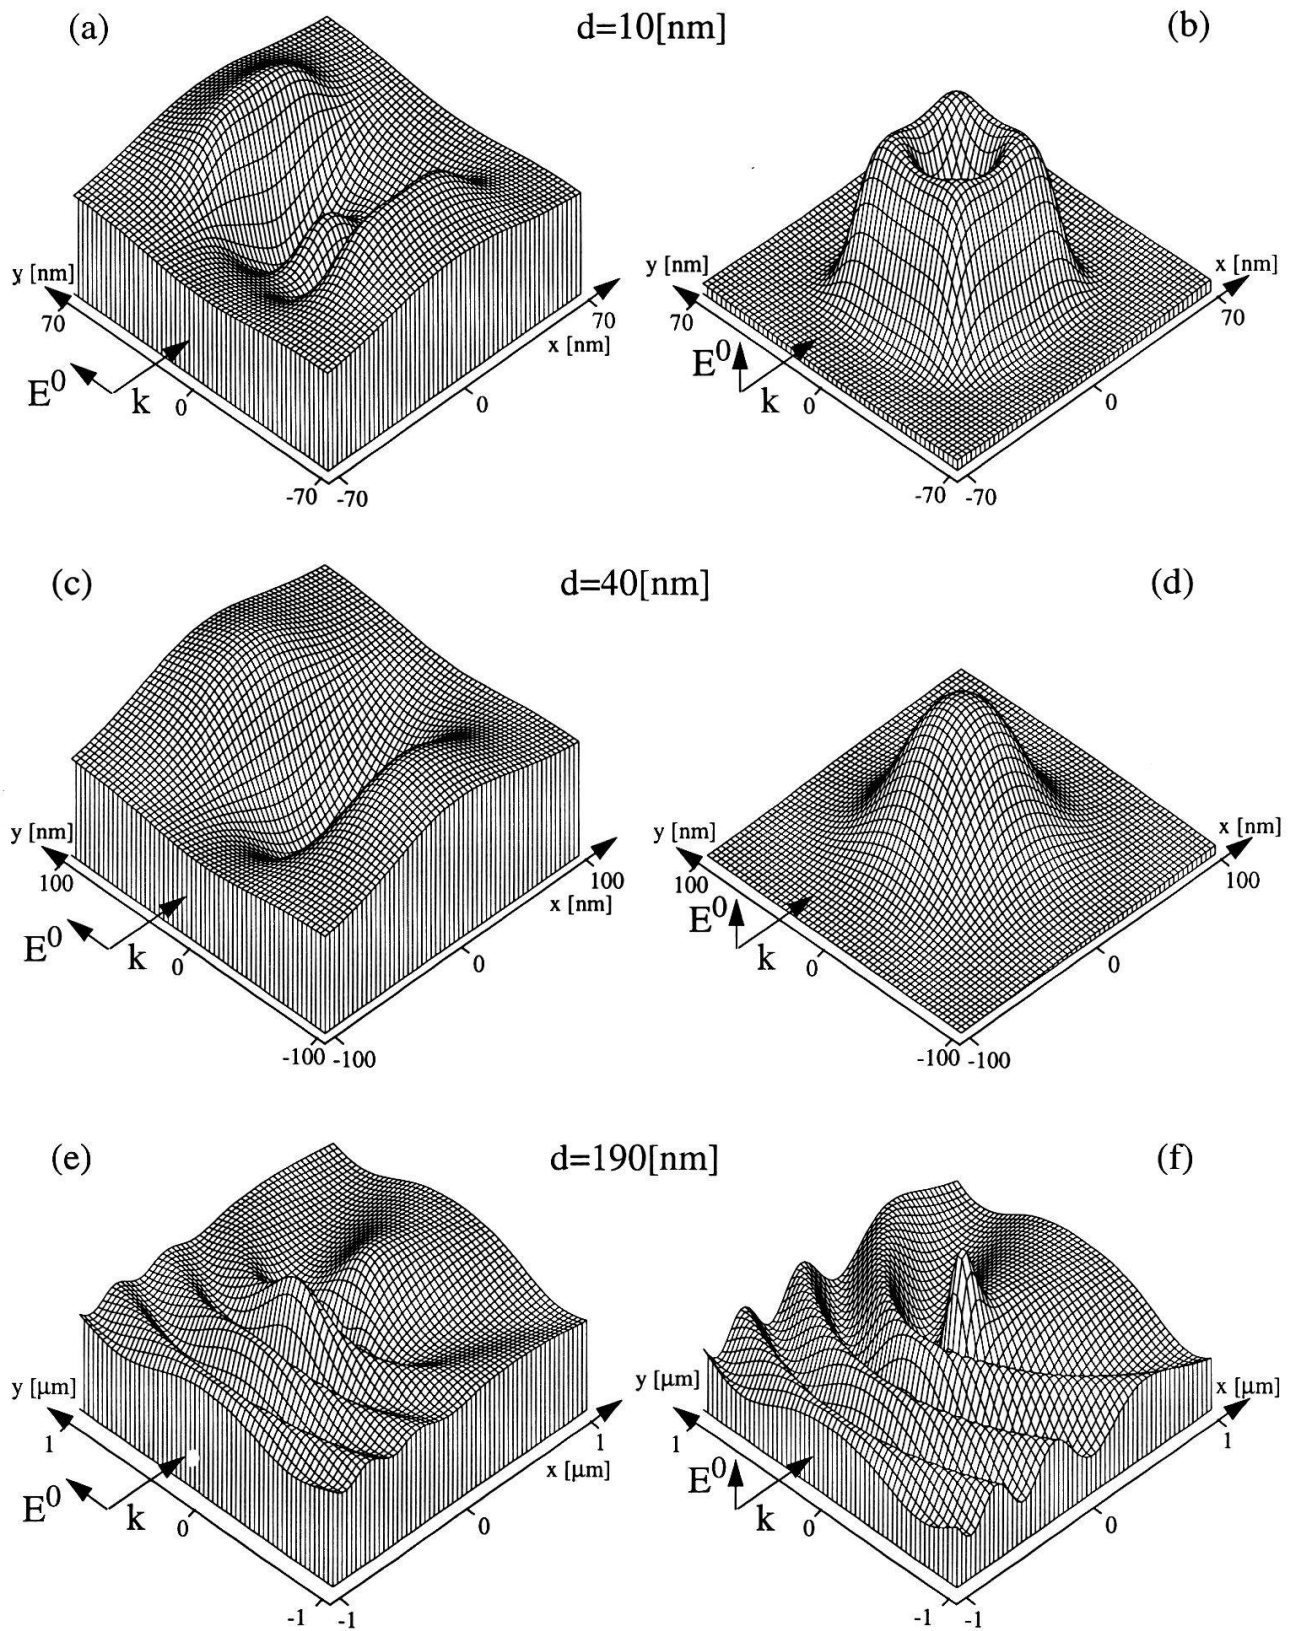 (a) d=10[nm] (b)
y [nm] 70 E⁰ k 0 -70 -70 0 x [nm] 70
y [nm] 70 E⁰ k 0 -70 -70 0 x [nm] 70
(c) d=40[nm] (d)
y [nm] 100 E⁰ k 0 -100 -100 0 x [nm] 100
y [nm] 100 E⁰ k 0 -100 -100 0 x [nm] 100
(e) d=190[nm] (f)
y [μm] 1 E⁰ k 0 -1 -1 0 x [μm] 1
y [μm] 1 E⁰ k 0 -1 -1 0 x [μm] 1